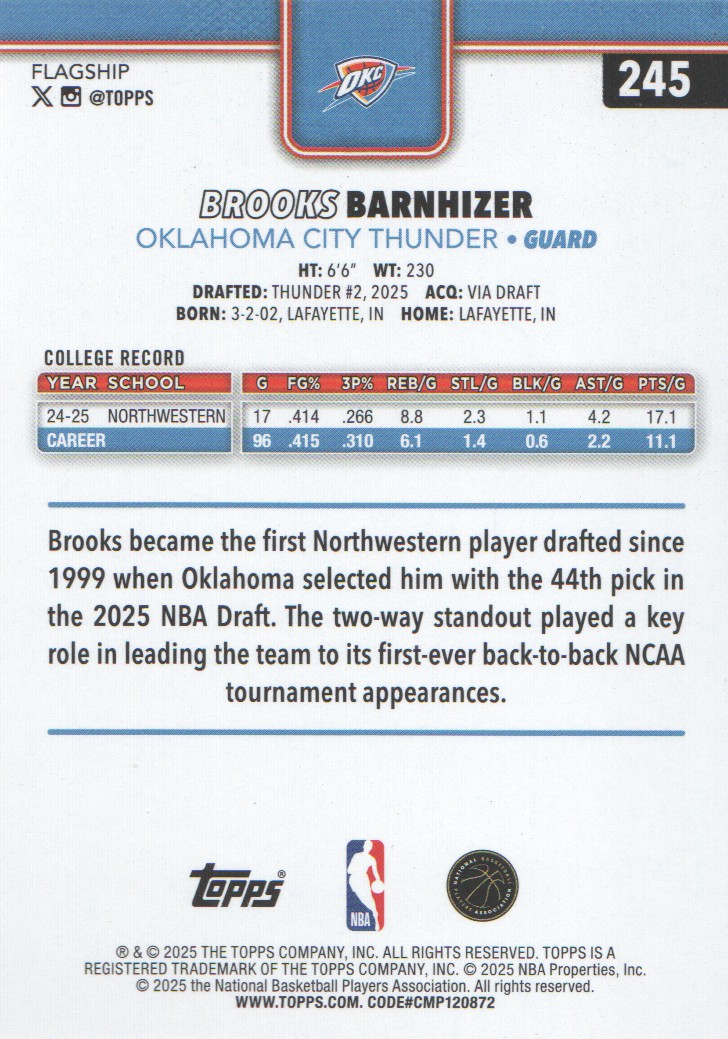 OKC
FLAGSHIP
@TOPPS
245
BROOKS BARNHIZER
OKLAHOMA CITY THUNDER • GUARD
HT: 6'6" WT: 230
DRAFTED: THUNDER #2, 2025 ACQ: VIA DRAFT
BORN: 3-2-02, LAFAYETTE, IN HOME: LAFAYETTE, IN
COLLEGE RECORD
YEAR SCHOOL G FG% 3P% REB/G STL/G BLK/G AST/G PTS/G
24-25 NORTHWESTERN 17 .414 .266 8.8 2.3 1.1 4.2 17.1
CAREER 96 .415 .310 6.1 1.4 0.6 2.2 11.1
Brooks became the first Northwestern player drafted since
1999 when Oklahoma selected him with the 44th pick in
the 2025 NBA Draft. The two-way standout played a key
role in leading the team to its first-ever back-to-back NCAA
tournament appearances.
Topps®
NBA
NATIONAL BASKETBALL
PLAYERS ASSOCIATION
® & © 2025 THE TOPPS COMPANY, INC. ALL RIGHTS RESERVED. TOPPS IS A
REGISTERED TRADEMARK OF THE TOPPS COMPANY, INC. © 2025 NBA Properties, Inc.
© 2025 the National Basketball Players Association. All rights reserved.
WWW.TOPPS.COM. CODE#CMP120872